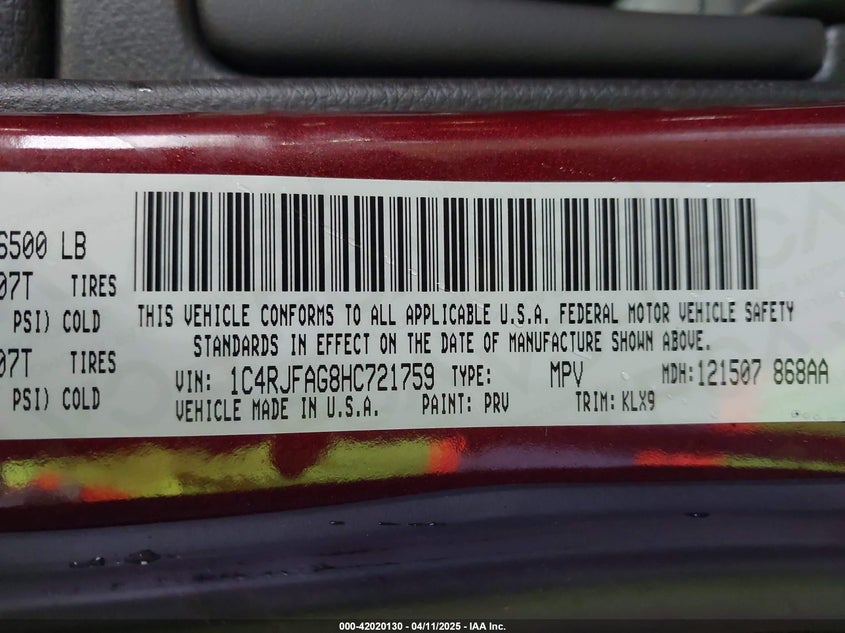 6500 LB
07T TIRES
PSI) COLD
07T TIRES
PSI) COLD
THIS VEHICLE CONFORMS TO ALL APPLICABLE U.S.A. FEDERAL MOTOR VEHICLE SAFETY
STANDARDS IN EFFECT ON THE DATE OF MANUFACTURE SHOWN ABOVE.
VIN: 1C4RJFAG8HC721759 TYPE: MPV MDH:121507 868AA
VEHICLE MADE IN U.S.A. PAINT: PRV TRIM: KLX9
000-42020130 - 04/11/2025 - IAA Inc.